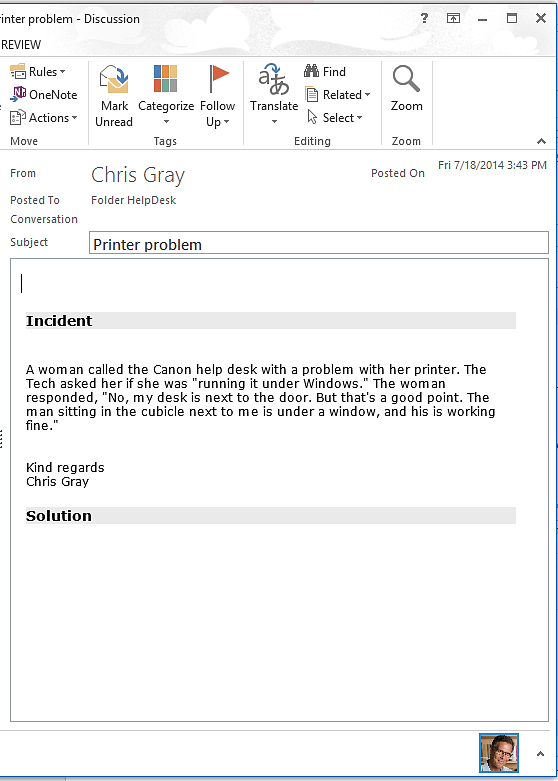 rinter problem - Discussion ?
REVIEW
Rules
OneNote
Actions
Move
Mark
Unread
Categorize
Follow
Up
Tags
Translate
Find
Related
Select
Editing
Zoom
Zoom
From Chris Gray Posted On Fri 7/18/2014 3:43 PM
Posted To Folder HelpDesk
Conversation
Subject Printer problem
Incident
A woman called the Canon help desk with a problem with her printer. The
Tech asked her if she was "running it under Windows." The woman
responded, "No, my desk is next to the door. But that's a good point. The
man sitting in the cubicle next to me is under a window, and his is working
fine."
Kind regards
Chris Gray
Solution